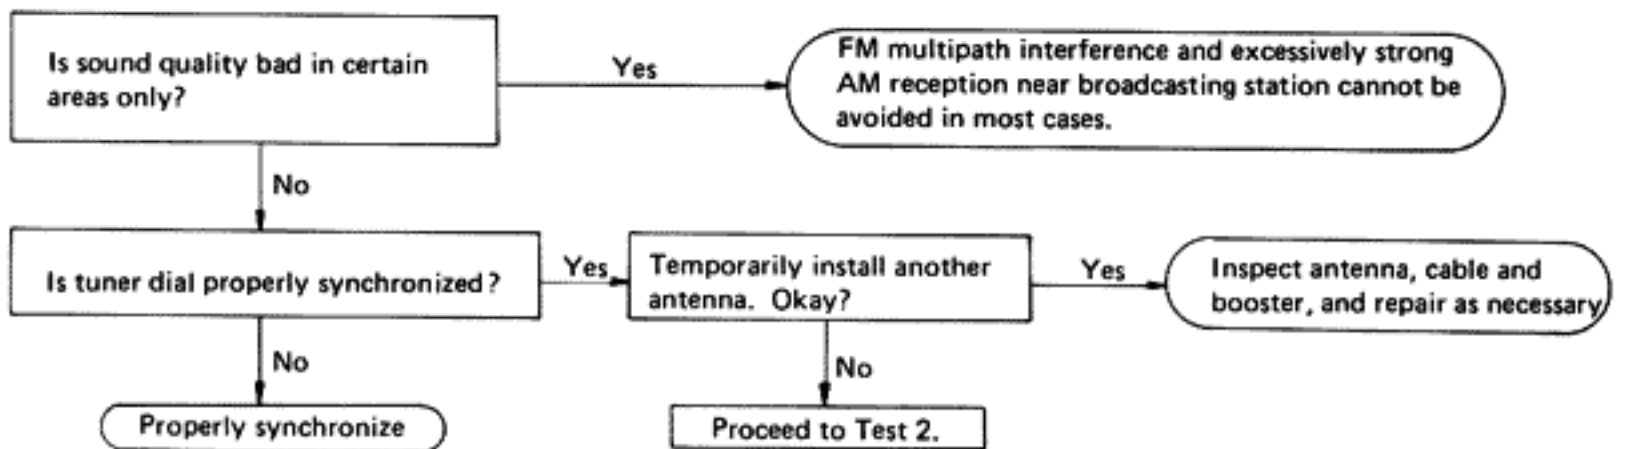 Is sound quality bad in certain
areas only?
Yes
FM multipath interference and excessively strong
AM reception near broadcasting station cannot be
avoided in most cases.
No
Is tuner dial properly synchronized?
Yes
Temporarily install another
antenna. Okay?
Yes
Inspect antenna, cable and
booster, and repair as necessary
No
Properly synchronize
No
Proceed to Test 2.